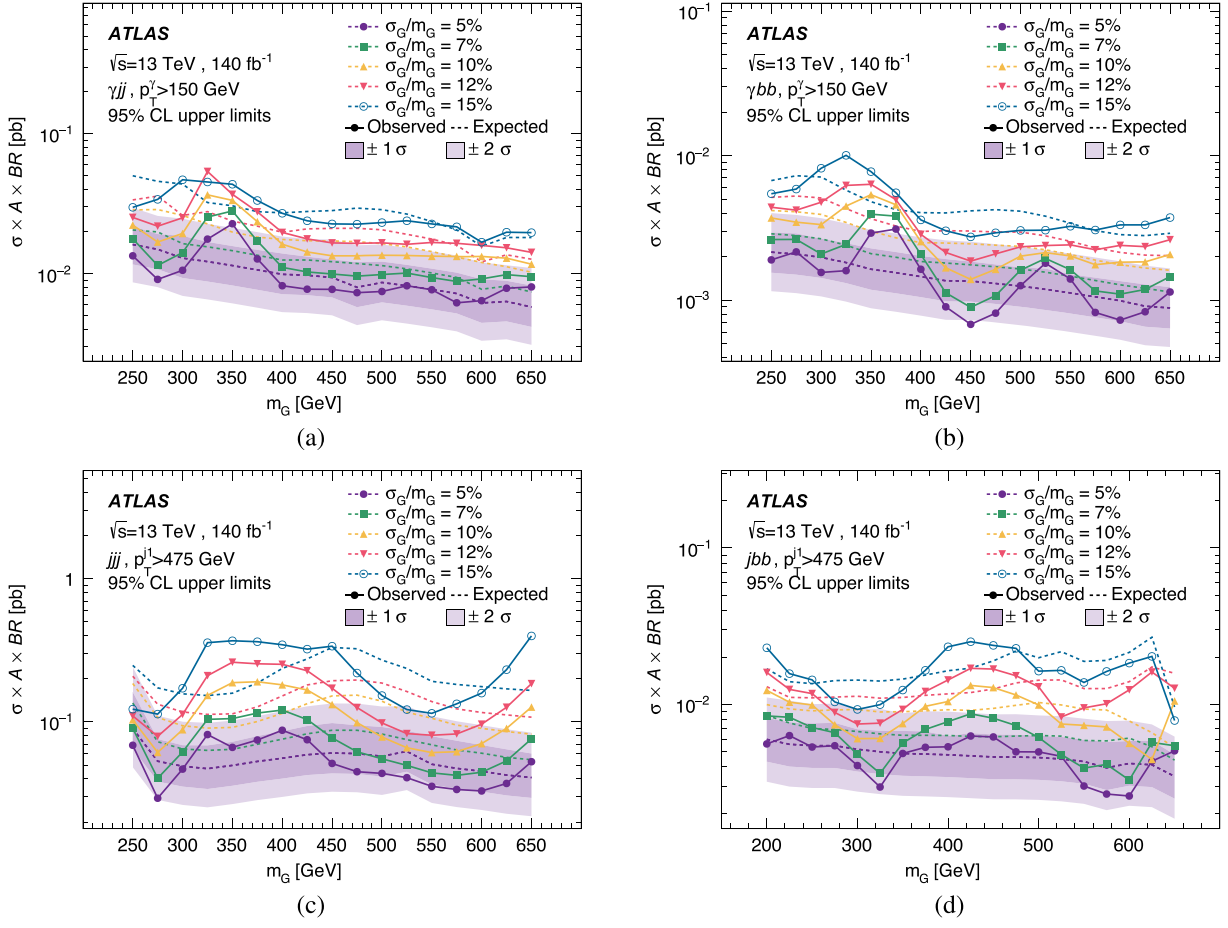 ATLAS
√s=13 TeV , 140 fb⁻¹
γjj , p_T^γ>150 GeV
95% CL upper limits
σ_G/m_G = 5%
σ_G/m_G = 7%
σ_G/m_G = 10%
σ_G/m_G = 12%
σ_G/m_G = 15%
Observed Expected
± 1 σ ± 2 σ
σ × A × BR [pb]
10⁻¹
10⁻²
250 300 350 400 450 500 550 600 650
m_G [GeV]
(a)
ATLAS
√s=13 TeV , 140 fb⁻¹
γbb , p_T^γ>150 GeV
95% CL upper limits
σ_G/m_G = 5%
σ_G/m_G = 7%
σ_G/m_G = 10%
σ_G/m_G = 12%
σ_G/m_G = 15%
Observed Expected
± 1 σ ± 2 σ
σ × A × BR [pb]
10⁻¹
10⁻²
10⁻³
250 300 350 400 450 500 550 600 650
m_G [GeV]
(b)
ATLAS
√s=13 TeV , 140 fb⁻¹
jjj , p_T^j1>475 GeV
95% CL upper limits
σ_G/m_G = 5%
σ_G/m_G = 7%
σ_G/m_G = 10%
σ_G/m_G = 12%
σ_G/m_G = 15%
Observed Expected
± 1 σ ± 2 σ
σ × A × BR [pb]
1
10⁻¹
250 300 350 400 450 500 550 600 650
m_G [GeV]
(c)
ATLAS
√s=13 TeV , 140 fb⁻¹
jbb , p_T^j1>475 GeV
95% CL upper limits
σ_G/m_G = 5%
σ_G/m_G = 7%
σ_G/m_G = 10%
σ_G/m_G = 12%
σ_G/m_G = 15%
Observed Expected
± 1 σ ± 2 σ
σ × A × BR [pb]
10⁻¹
10⁻²
200 300 400 500 600
m_G [GeV]
(d)